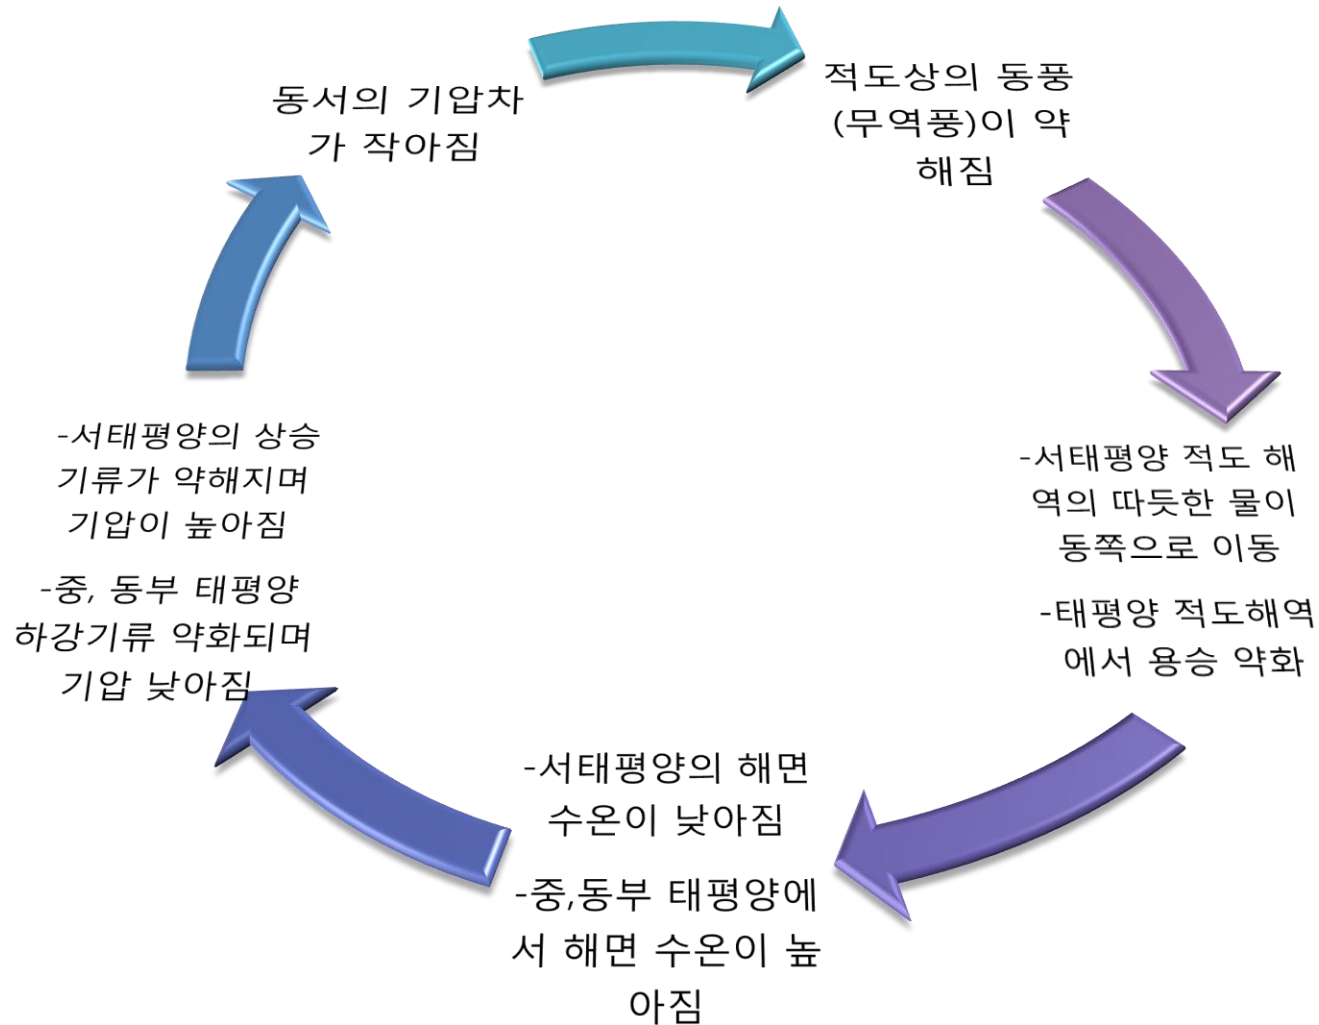 동서의 기압차
가 작아짐
적도상의 동풍
(무역풍)이 약
해짐
-서태평양 적도 해
역의 따듯한 물이
동쪽으로 이동
-태평양 적도해역
에서 용승 약화
-서태평양의 해면
수온이 낮아짐
-중,동부 태평양에
서 해면 수온이 높
아짐
-서태평양의 상승
기류가 약해지며
기압이 높아짐
-중, 동부 태평양
하강기류 약화되며
기압 낮아짐